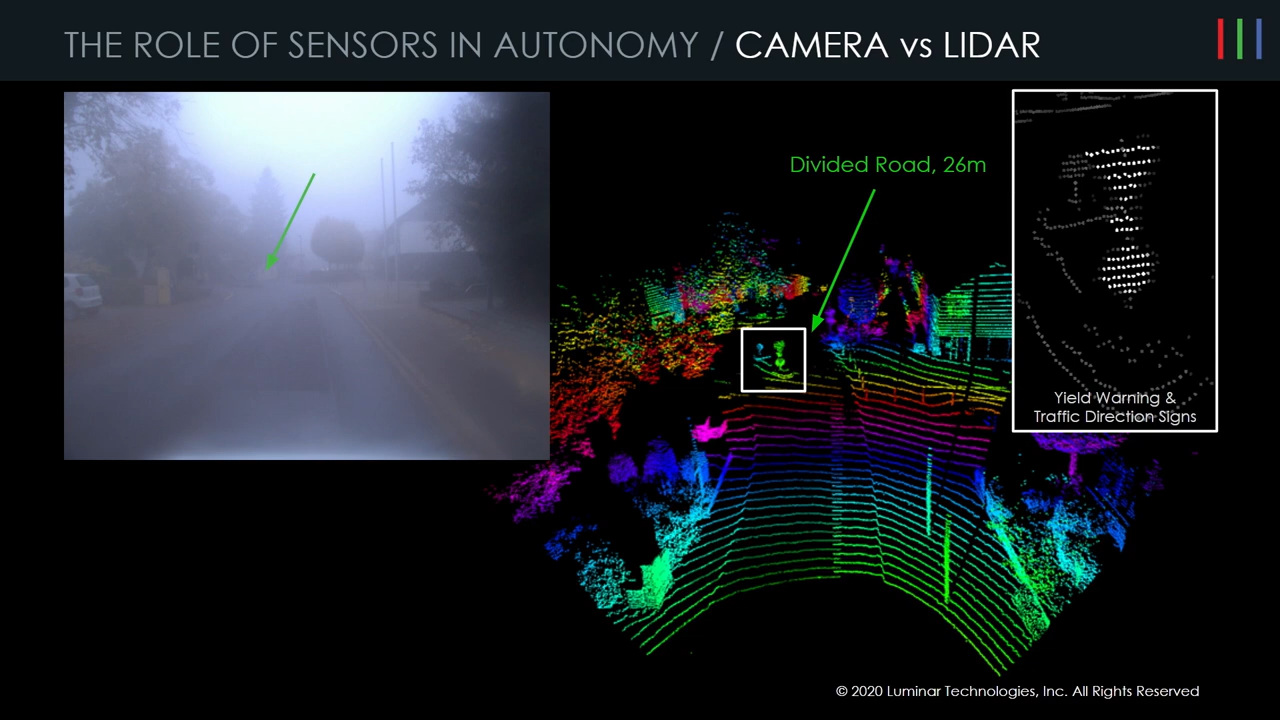 THE ROLE OF SENSORS IN AUTONOMY / CAMERA vs LIDAR
Divided Road, 26m
Yield Warning &
Traffic Direction Signs
© 2020 Luminar Technologies, Inc. All Rights Reserved